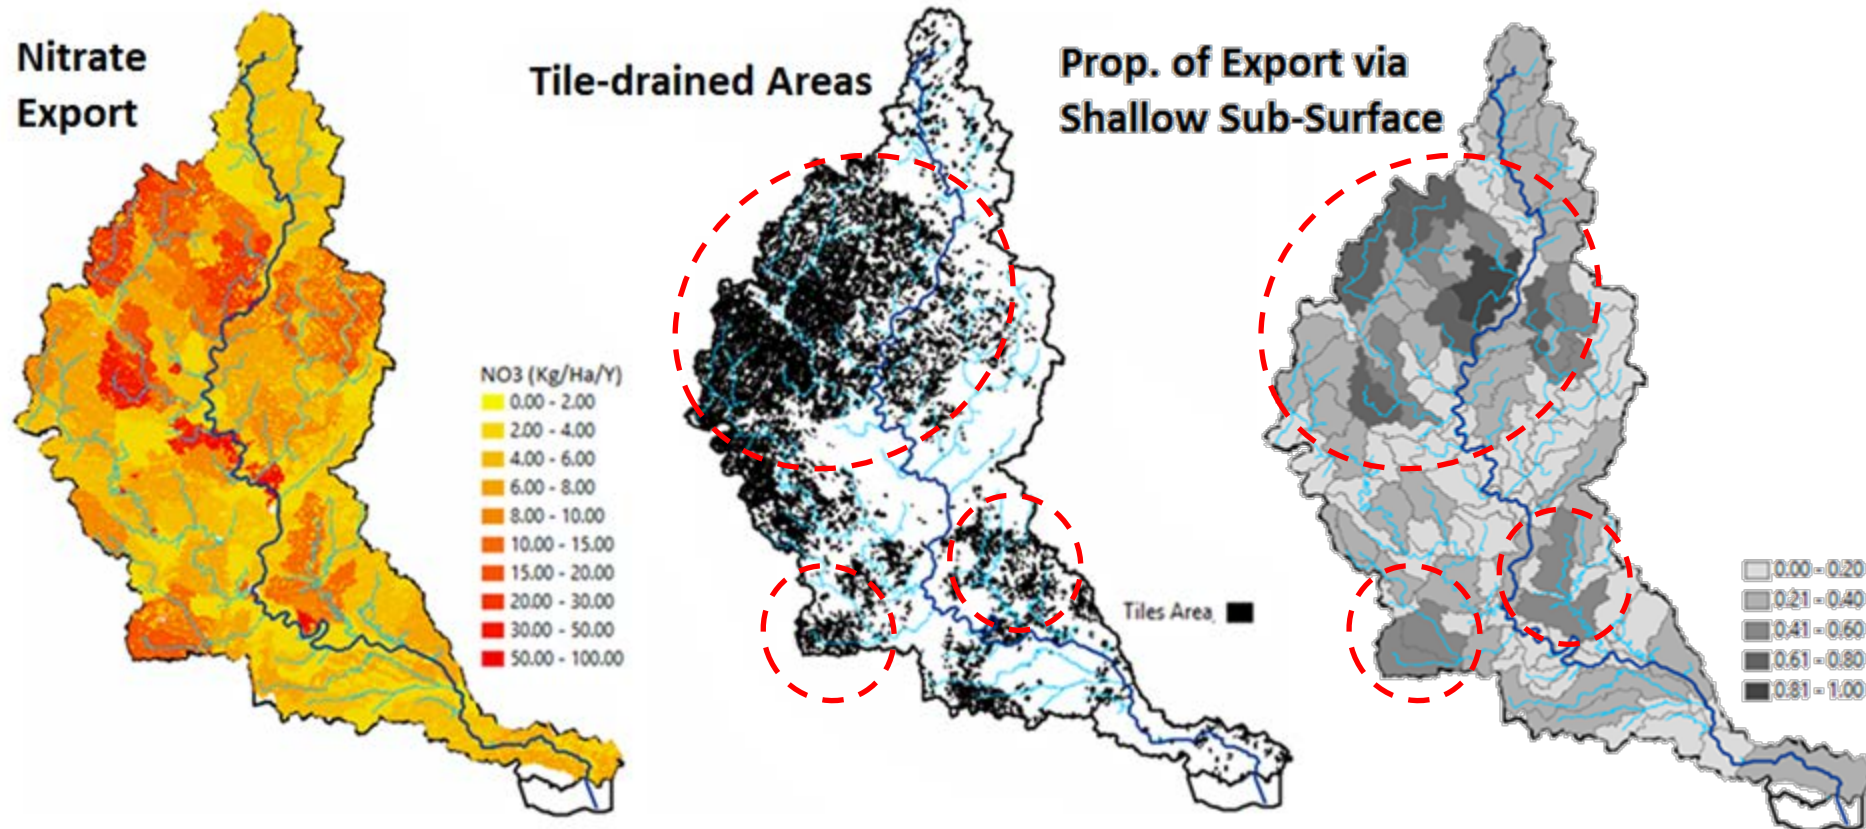 Nitrate
Export
Tile-drained Areas
Prop. of Export via
Shallow Sub-Surface
NO3 (Kg/Ha/Y)
0.00 - 2.00
2.00 - 4.00
4.00 - 6.00
6.00 - 8.00
8.00 - 10.00
10.00 - 15.00
15.00 - 20.00
20.00 - 30.00
30.00 - 50.00
50.00 - 100.00
Tiles Area
0.00 - 0.20
0.21 - 0.40
0.41 - 0.60
0.61 - 0.80
0.81 - 1.00